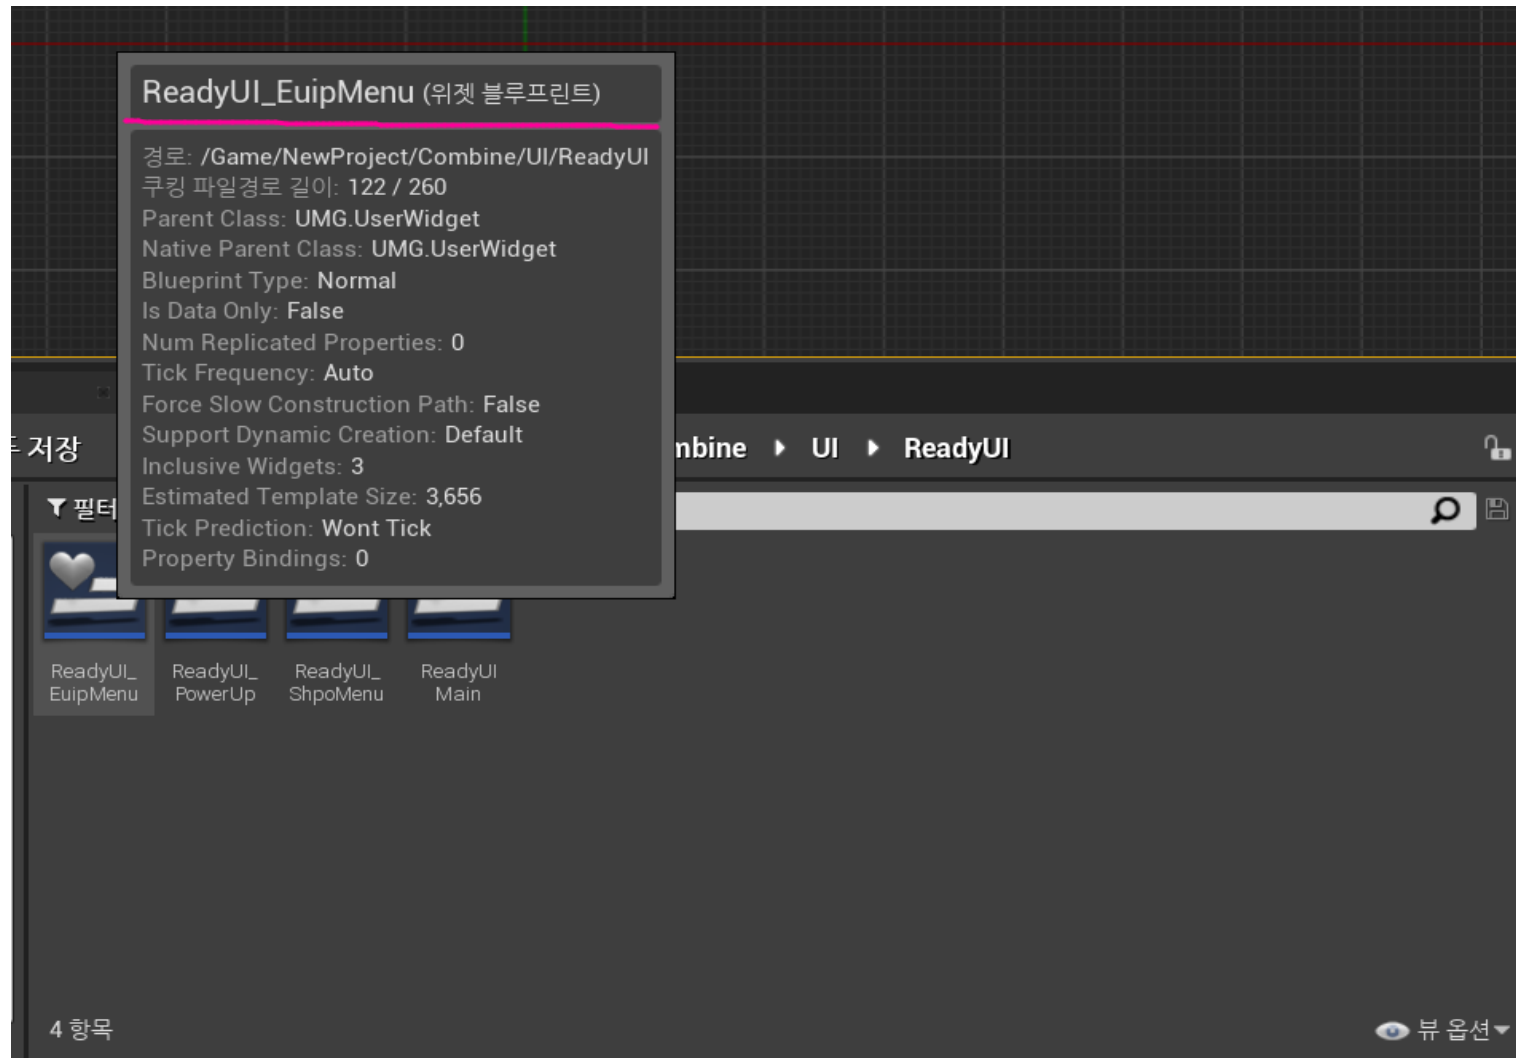 ReadyUI_EuipMenu (위젯 블루프린트)
경로: /Game/NewProject/Combine/UI/ReadyUI
쿠킹 파일경로 길이: 122 / 260
Parent Class: UMG.UserWidget
Native Parent Class: UMG.UserWidget
Blueprint Type: Normal
Is Data Only: False
Num Replicated Properties: 0
Tick Frequency: Auto
Force Slow Construction Path: False
Support Dynamic Creation: Default
Inclusive Widgets: 3
Estimated Template Size: 3,656
Tick Prediction: Wont Tick
Property Bindings: 0
저장 mbine UI ReadyUI
필터
ReadyUI_ ReadyUI_ ReadyUI_ ReadyUI
EuipMenu PowerUp ShpoMenu Main
4 항목 뷰 옵션